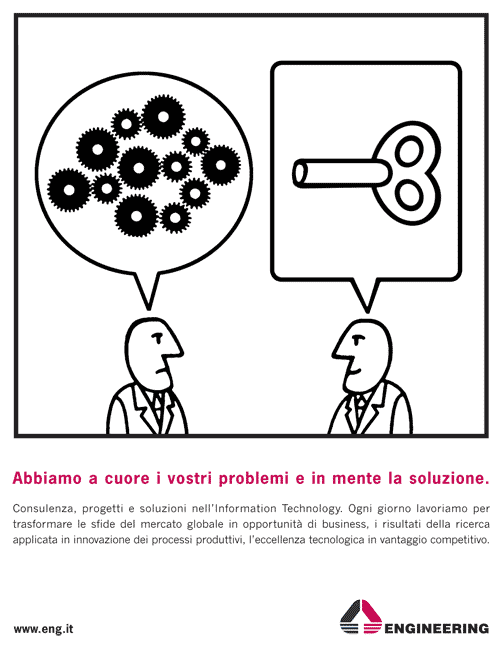 Abbiamo a cuore i vostri problemi e in mente la soluzione.
Consulenza, progetti e soluzioni nell'Information Technology. Ogni giorno lavoriamo per
trasformare le sfide del mercato globale in opportunità di business, i risultati della ricerca
applicata in innovazione dei processi produttivi, l'eccellenza tecnologica in vantaggio competitivo.
www.eng.it
ENGINEERING